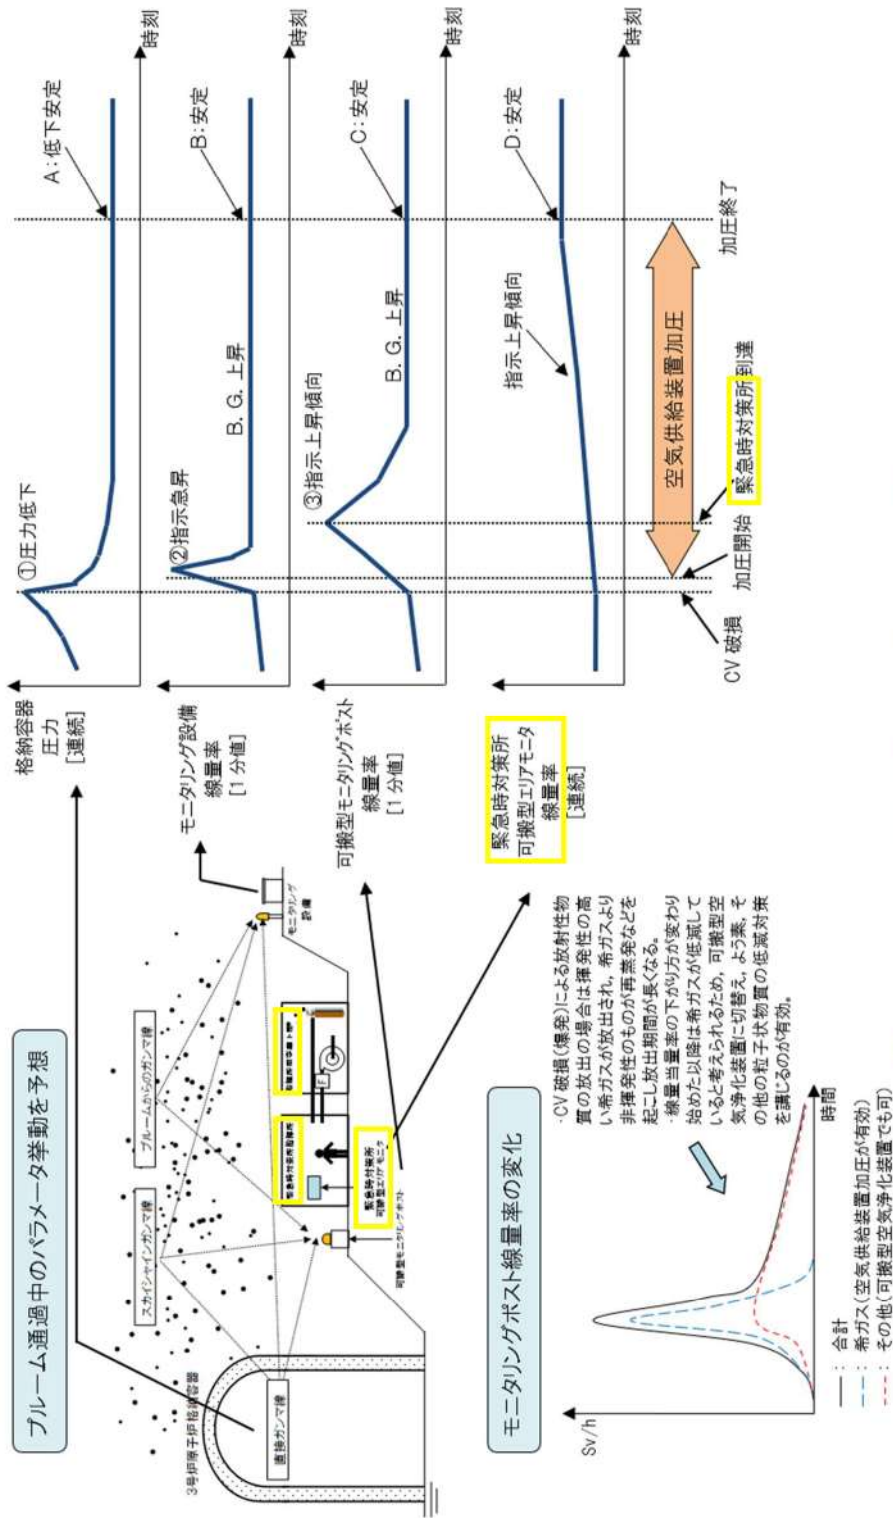 プルーム通過中のパラメータ挙動を予想
3号炉原子炉格納容器
直接ガンマ線
スカイシャインガンマ線
プルームからのガンマ線
緊急時対策所
可搬型エリアモニタ
可搬型モニタリングポスト
モニタリング
設備
F
格納容器
圧力
[連続]
①圧力低下
A:低下安定
時刻
モニタリング設備
線量率
[1分値]
②指示急昇
B.G.上昇
B:安定
時刻
可搬型モニタリングポスト
線量率
[1分値]
③指示上昇傾向
B.G.上昇
C:安定
時刻
緊急時対策所
可搬型エリアモニタ
線量率
[連続]
指示上昇傾向
D:安定
時刻
空気供給装置加圧
CV破損
加圧開始
緊急時対策所到達
加圧終了
モニタリングポスト線量率の変化
Sv/h
時間
:合計
:希ガス(空気供給装置加圧が有効)
:その他(可搬型空気浄化装置でも可)
・CV破損(爆発)による放射性物
質の放出の場合は揮発性の高
い希ガスが放出され,希ガスより
非揮発性のものが再蒸発などを
起こし放出期間が長くなる。
・線量当量率の下がり方が変わり
始めた以降は希ガスが低減して
いると考えられるため,可搬型空
気浄化装置に切替え,よう素,そ
の他の粒子状物質の低減対策
を講じるのが有効。